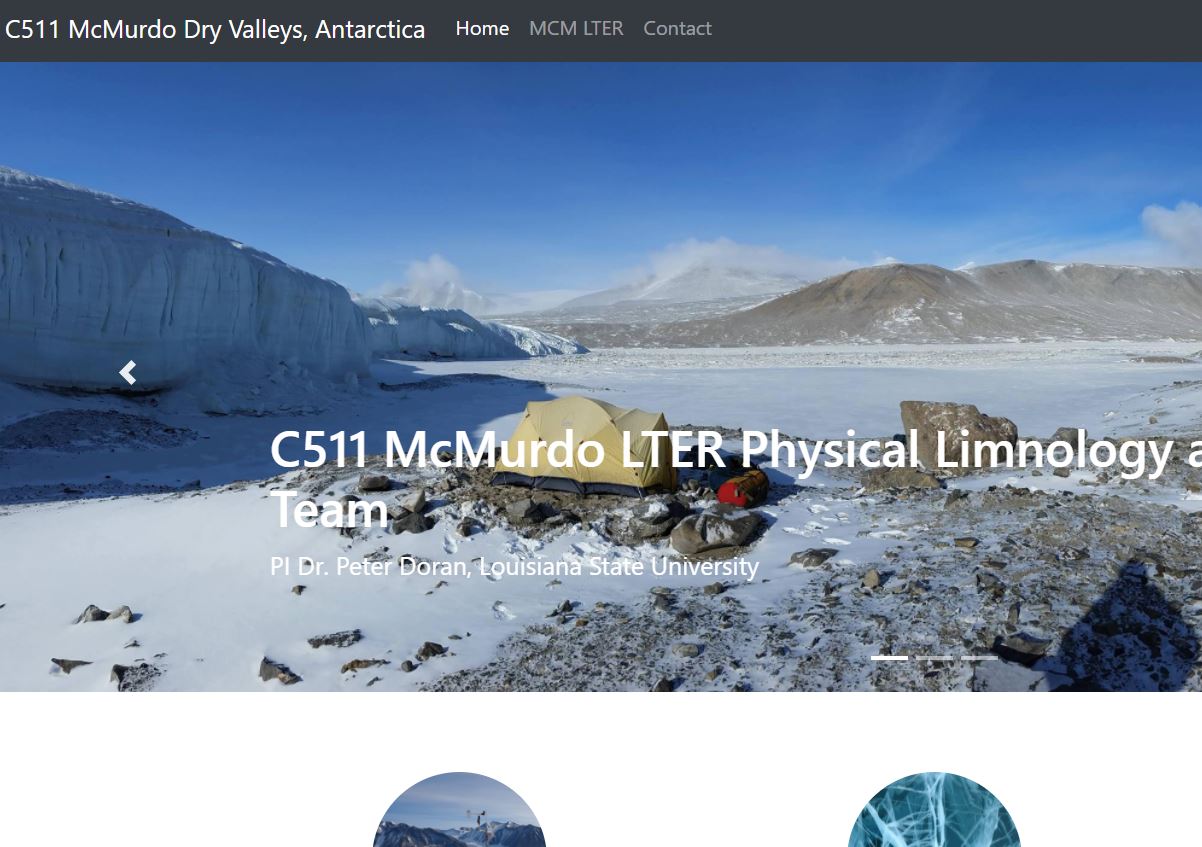 C511 McMurdo Dry Valleys, Antarctica Home MCM LTER Contact
C511 McMurdo LTER Physical Limnology a
Team
PI Dr. Peter Doran, Louisiana State University